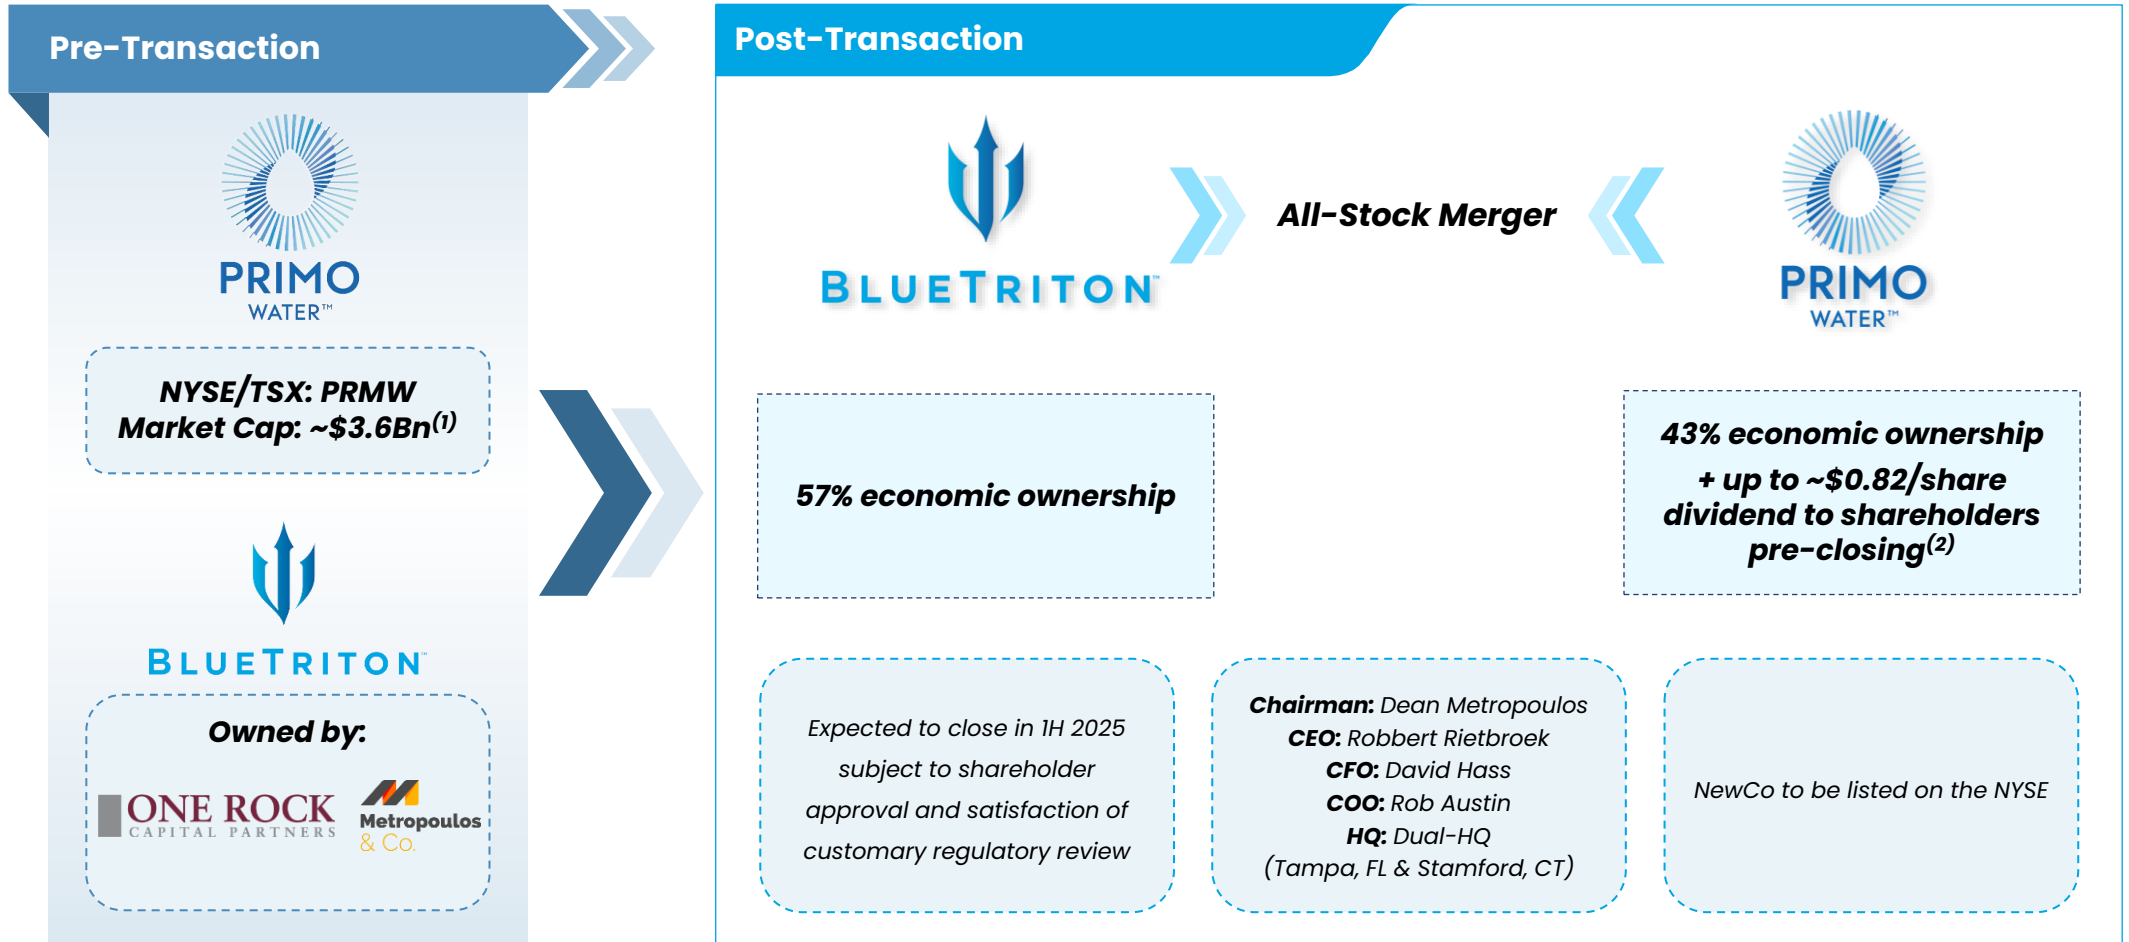 Pre-Transaction
PRIMO
WATER™
NYSE/TSX: PRMW
Market Cap: ~$3.6Bn(1)
BLUETRITON™
Owned by:
ONE ROCK
CAPITAL PARTNERS
Metropoulos
& Co.
Post-Transaction
BLUETRITON™
All-Stock Merger
PRIMO
WATER™
57% economic ownership
43% economic ownership
+ up to ~$0.82/share
dividend to shareholders
pre-closing(2)
Expected to close in 1H 2025
subject to shareholder
approval and satisfaction of
customary regulatory review
Chairman: Dean Metropoulos
CEO: Robbert Rietbroek
CFO: David Hass
COO: Rob Austin
HQ: Dual-HQ
(Tampa, FL & Stamford, CT)
NewCo to be listed on the NYSE